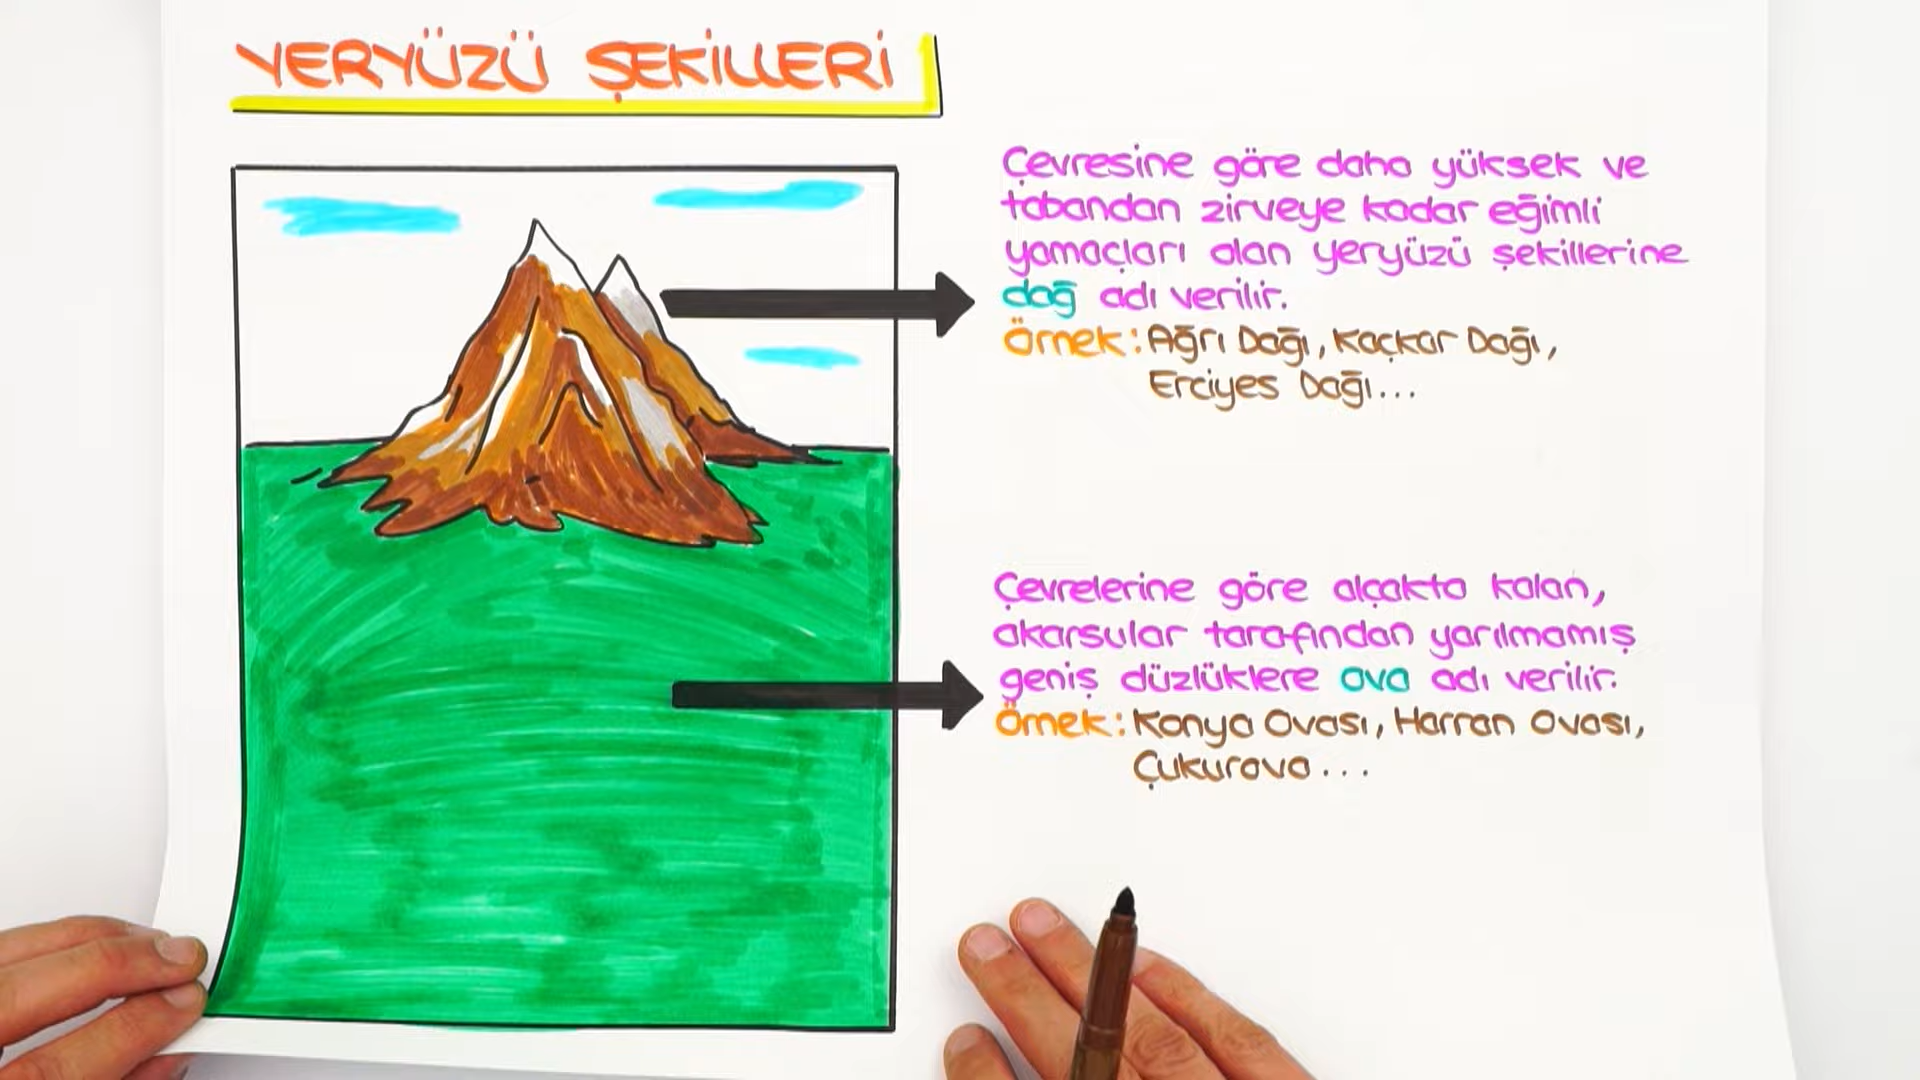 YERYÜZÜ ŞEKİLLERİ
Çevresine göre daha yüksek ve
tabandan zirveye kadar eğimli
yamaçları olan yeryüzü şekillerine
dağ adı verilir.
Örnek: Ağrı Dağı, Kaçkar Dağı,
Erciyes Dağı...
Çevrelerine göre alçakta kalan,
akarsular tarafından yarılmamış
geniş düzlüklere ova adı verilir.
Örnek: Konya Ovası, Harran Ovası,
Çukurova...